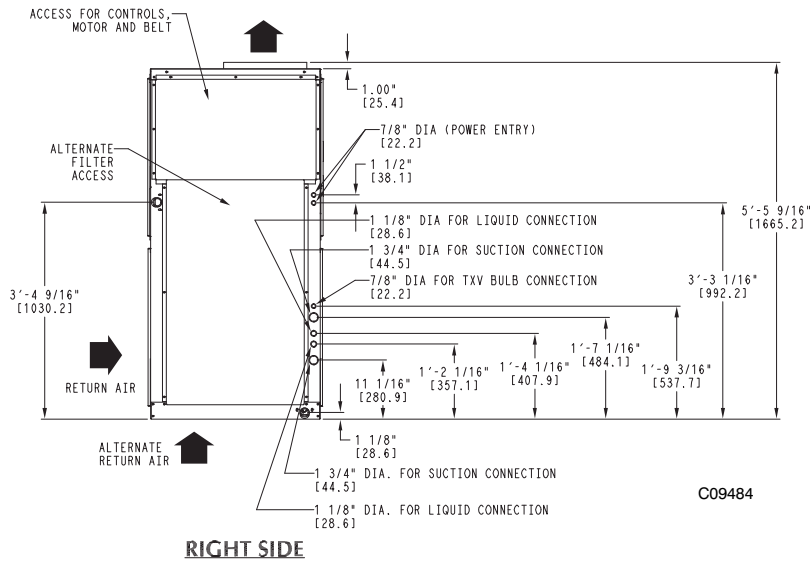 ACCESS FOR CONTROLS,
MOTOR AND BELT
1.00"
[25.4]
7/8" DIA (POWER ENTRY)
[22.2]
ALTERNATE
FILTER
ACCESS
1 1/2"
[38.1]
5'-5 9/16"
[1665.2]
1 1/8" DIA FOR LIQUID CONNECTION
[28.6]
1 3/4" DIA FOR SUCTION CONNECTION
[44.5]
7/8" DIA FOR TXV BULB CONNECTION
[22.2]
3'-3 1/16"
[992.2]
3'-4 9/16"
[1030.2]
1'-7 1/16"
[484.1]
1'-9 3/16"
[537.7]
1'-4 1/16"
[407.9]
1'-2 1/16"
[357.1]
11 1/16"
[280.9]
RETURN AIR
1 1/8"
[28.6]
ALTERNATE
RETURN AIR
1 3/4" DIA. FOR SUCTION CONNECTION
[44.5]
1 1/8" DIA. FOR LIQUID CONNECTION
[28.6]
C09484
RIGHT SIDE